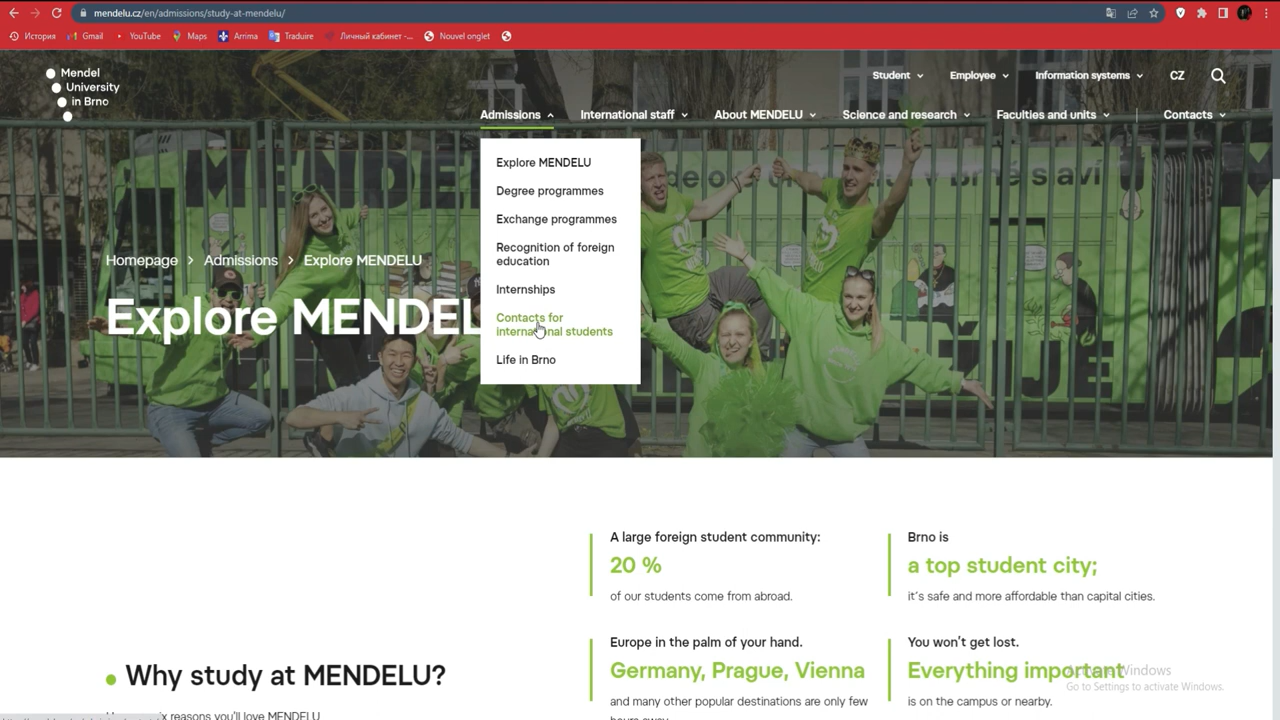 mendelu.cz/en/admissions/study-at-mendelu/
История Gmail YouTube Maps Arrima Traduire Личный кабинет -... Nouvel onglet
Mendel
University
in Brno
Student Employee Information systems CZ
Admissions International staff About MENDELU Science and research Faculties and units Contacts
Explore MENDELU
Degree programmes
Exchange programmes
Recognition of foreign
education
Internships
Contacts for
international students
Life in Brno
Homepage > Admissions > Explore MENDELU
Explore MENDEL
A large foreign student community:
20 %
of our students come from abroad.
Brno is
a top student city;
it´s safe and more affordable than capital cities.
Europe in the palm of your hand.
Germany, Prague, Vienna
and many other popular destinations are only few
You won't get lost.
Everything important
is on the campus or nearby.
Why study at MENDELU?
reasons you'll love MENDELU
Activate Windows
Go to Settings to activate Windows.